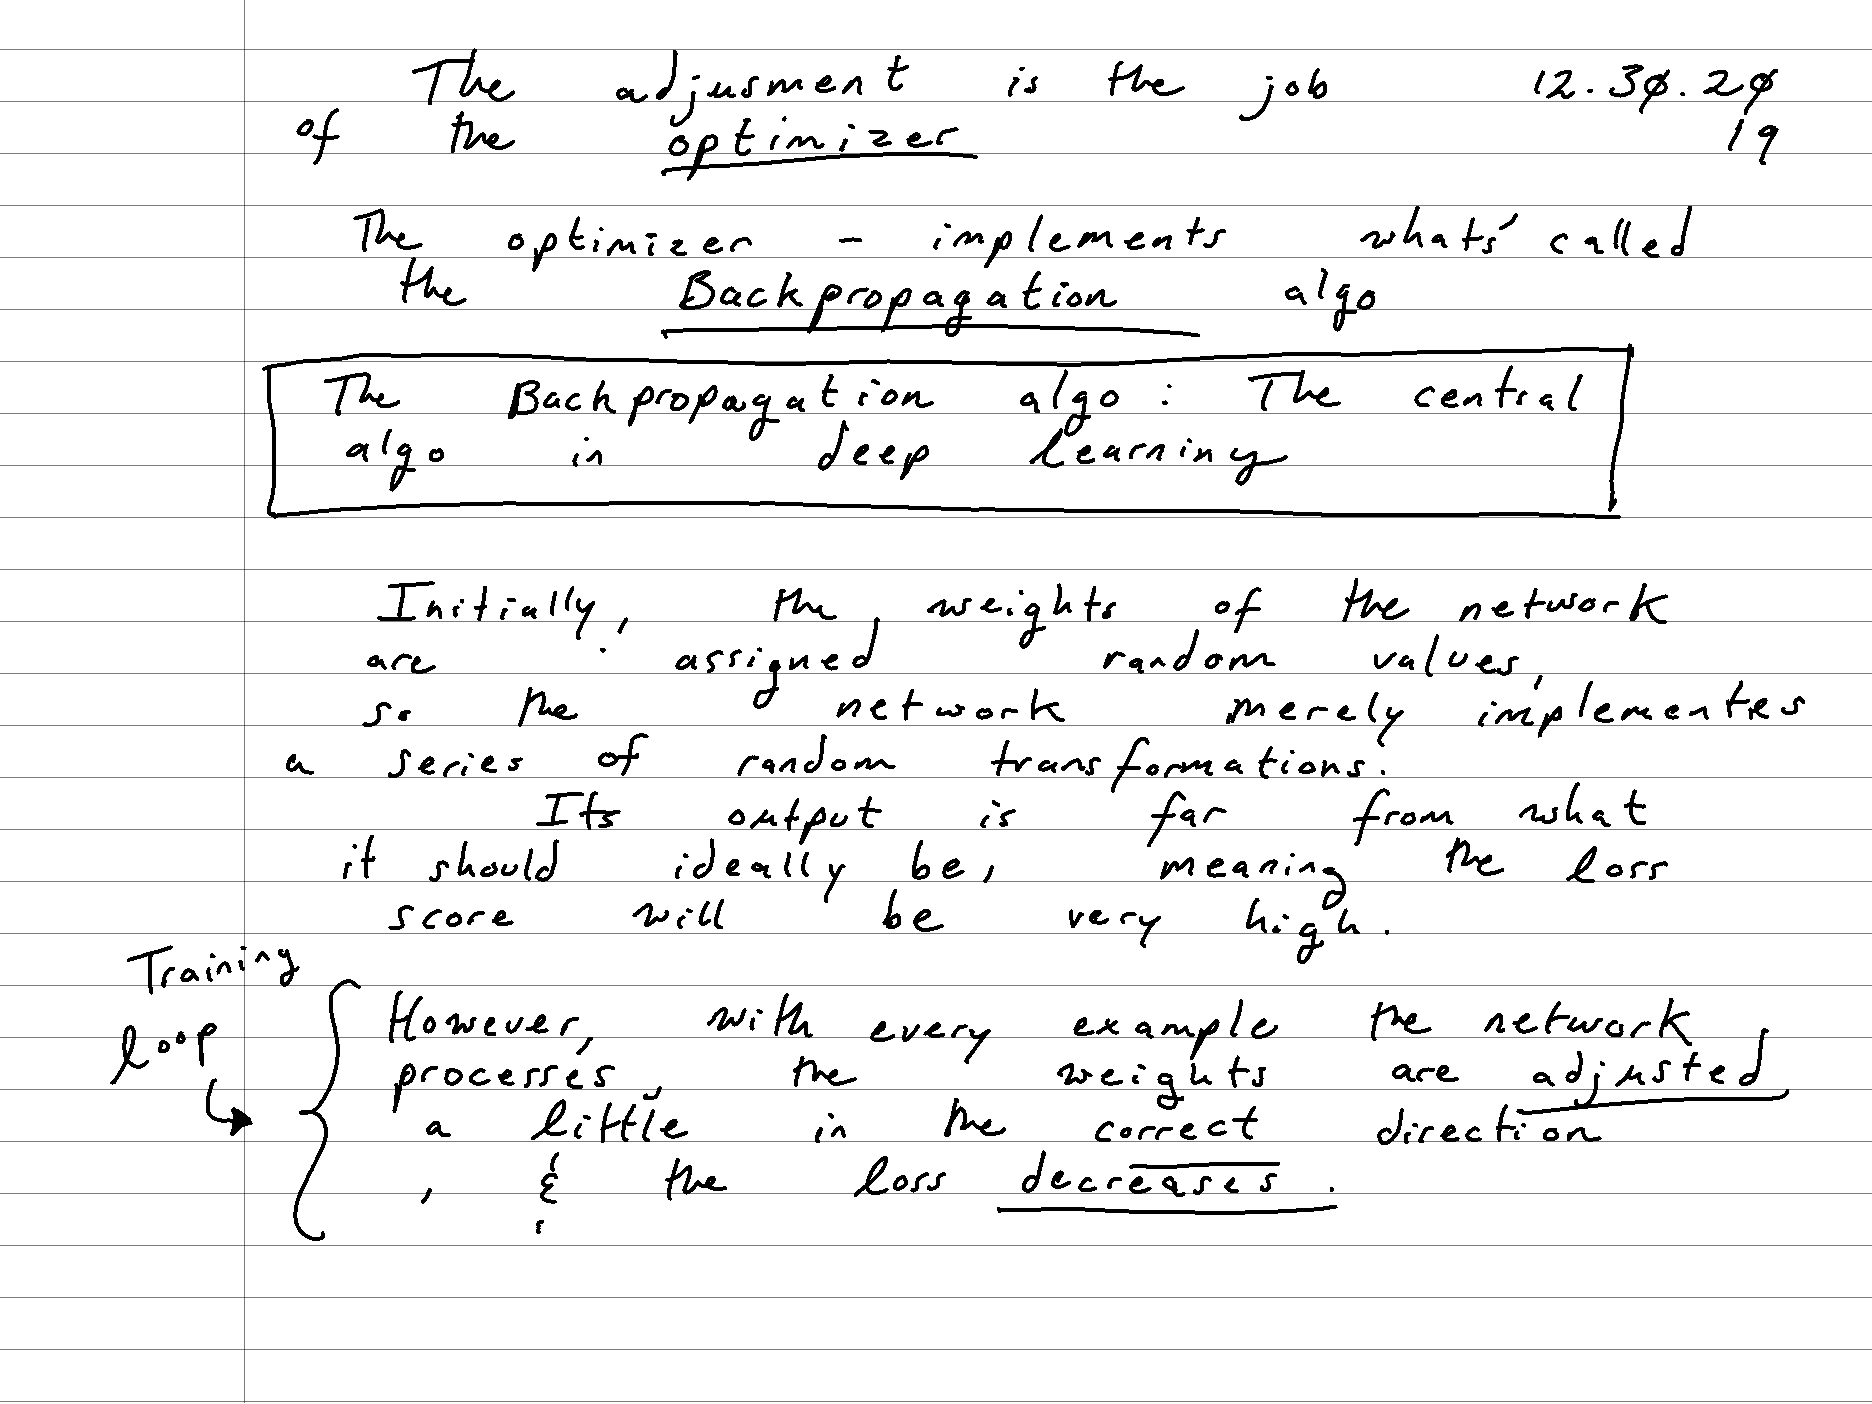 The adjusment is the job 12.30.20
of the optimizer 19
The optimizer - implements whats' called
the Backpropagation algo
The Backpropagation algo : The central
algo in deep learning
Initially, the weights of the network
are assigned random values,
so the network merely implementes
a series of random transformations.
Its output is far from what
it should ideally be, meaning the loss
score will be very high.
Training
loop
However, with every example the network
processes, the weights are adjusted
a little in the correct direction
, & the loss decreases.